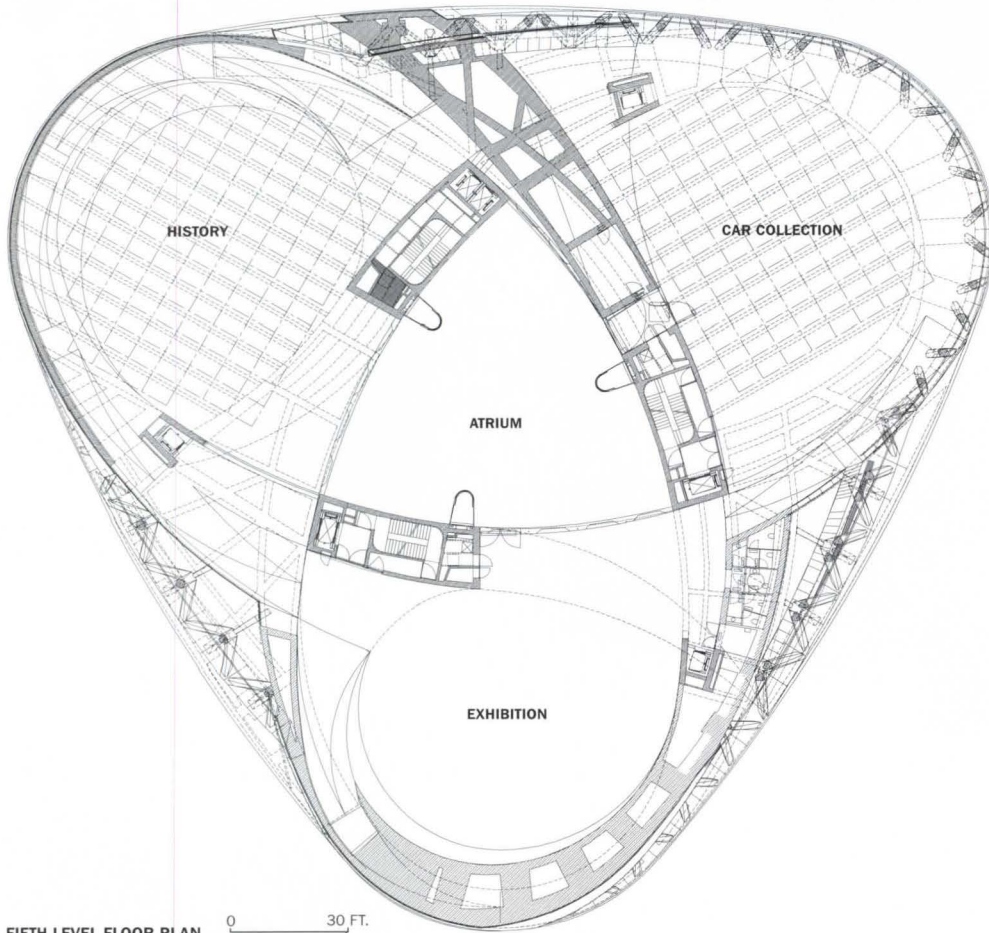 HISTORY
CAR COLLECTION
ATRIUM
EXHIBITION
FIFTH LEVEL FLOOR PLAN
0 30 FT.